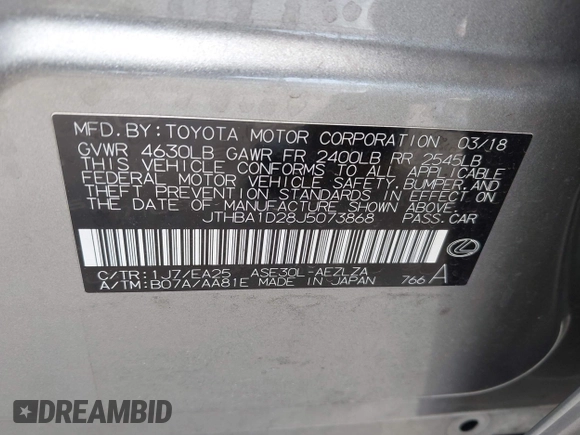 MFD. BY: TOYOTA MOTOR CORPORATION 03/18
GVWR 4630LB GAWR FR 2400LB RR 2545LB
THIS VEHICLE CONFORMS TO ALL APPLICABLE
FEDERAL MOTOR VEHICLE SAFETY, BUMPER, AND
THEFT PREVENTION STANDARDS IN EFFECT ON
THE DATE OF MANUFACTURE SHOWN ABOVE.
JTHBA1D28J5073868 PASS. CAR
C/TR: 1J7/EA25 ASE30L-AEZLZA
A/TM: B07A/AA81E MADE IN JAPAN 766 A
DREAMBID